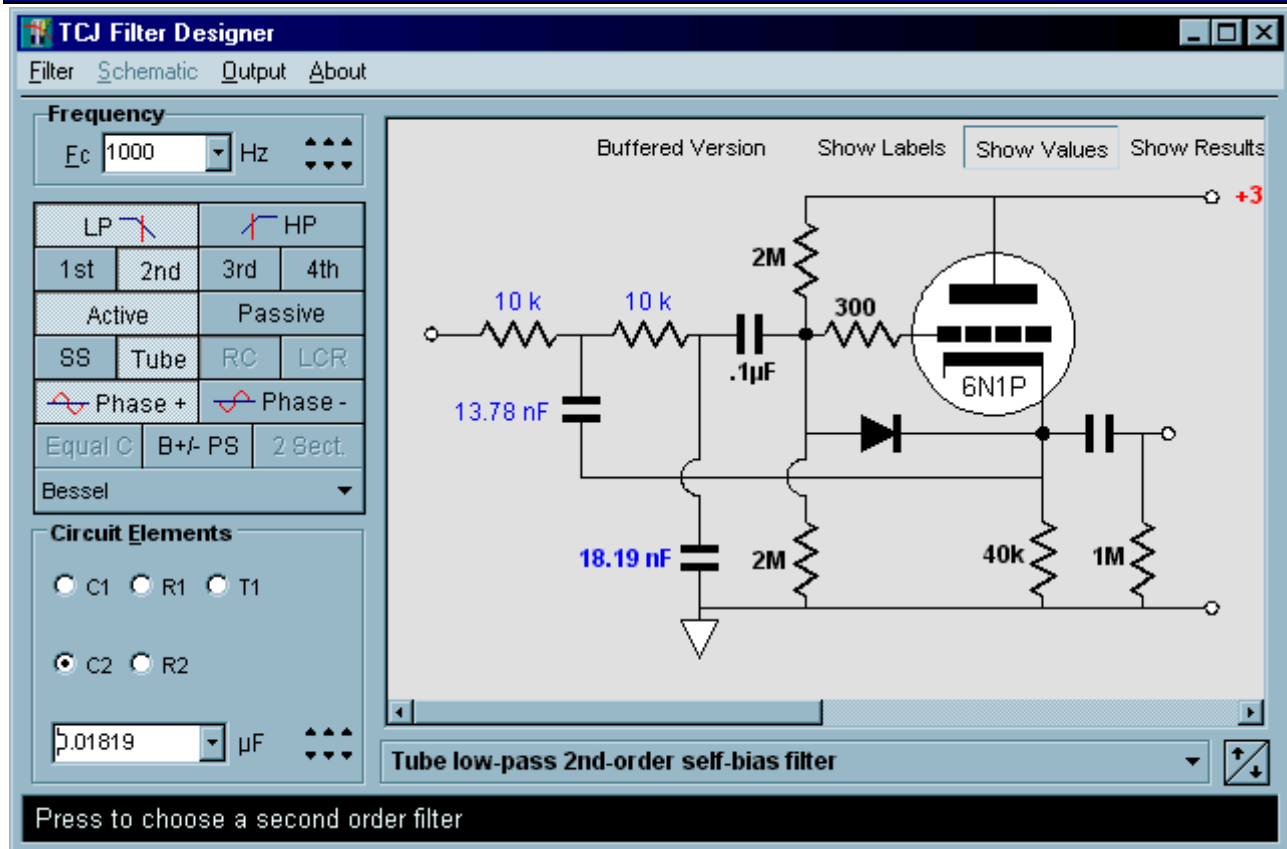 TCJ Filter Designer
Filter Schematic Output About
Frequency
Fc 1000 Hz
LP HP
1st 2nd 3rd 4th
Active Passive
SS Tube RC LCR
Phase + Phase -
Equal C B+/- PS 2 Sect.
Bessel
Circuit Elements
C1 R1 T1
C2 R2
0.01819 µF
Buffered Version Show Labels Show Values Show Results
+3
2M
10 k 10 k 300
.1µF
6N1P
13.78 nF
18.19 nF 2M 40k 1M
Tube low-pass 2nd-order self-bias filter
Press to choose a second order filter